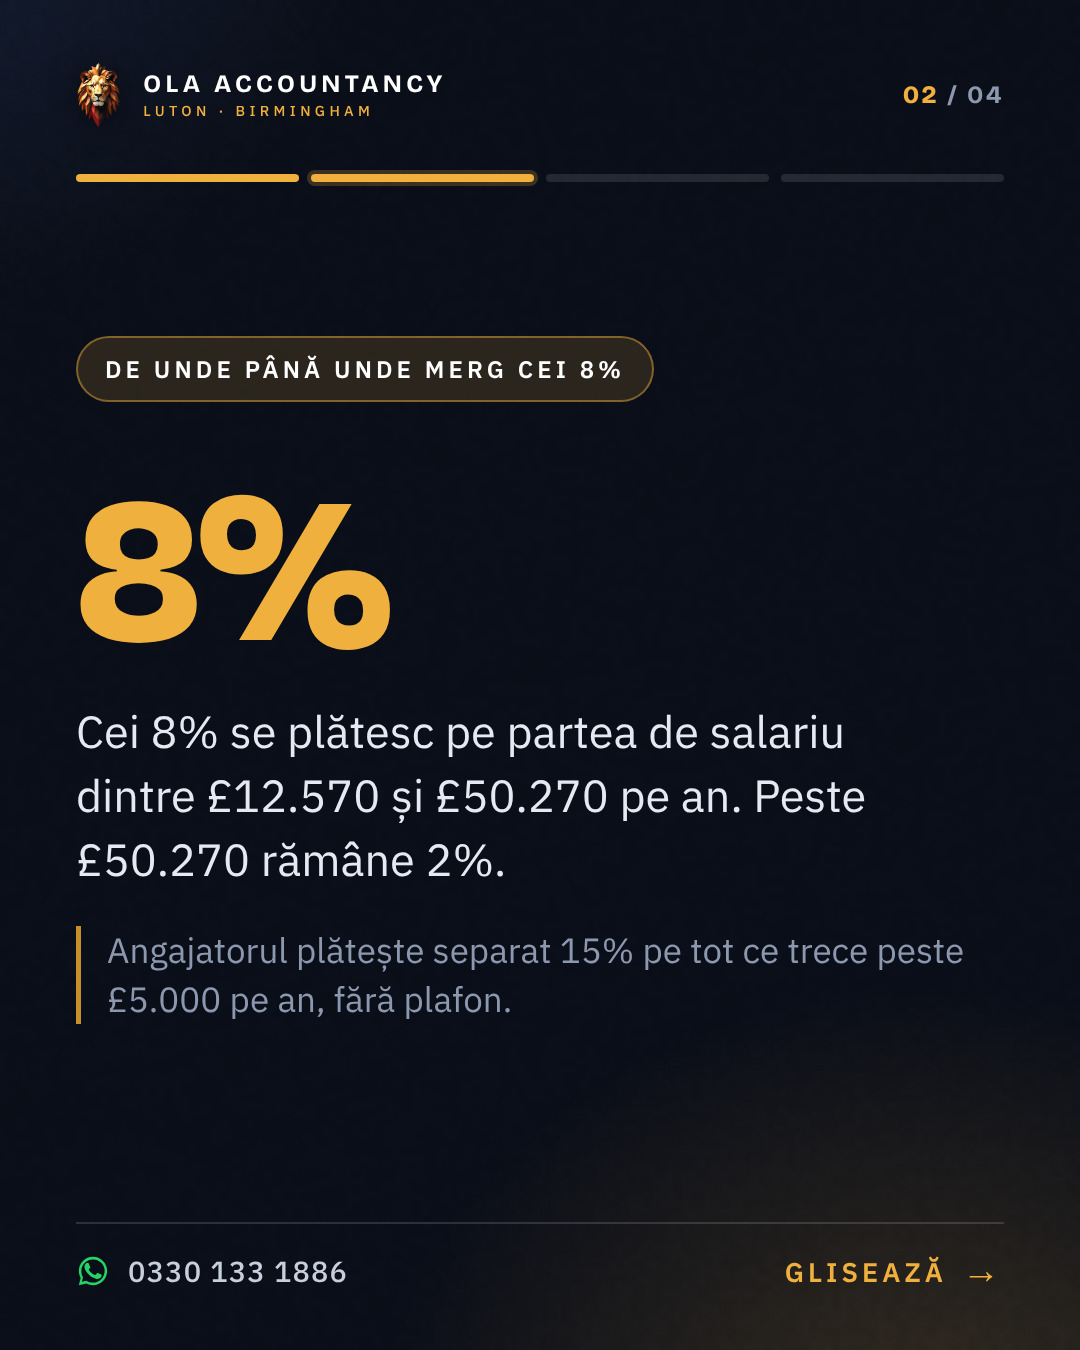 OLA ACCOUNTANCY
LUTON · BIRMINGHAM
02 / 04
DE UNDE PÂNĂ UNDE MERG CEI 8%
8%
Cei 8% se plătesc pe partea de salariu
dintre £12.570 și £50.270 pe an. Peste
£50.270 rămâne 2%.
Angajatorul plătește separat 15% pe tot ce trece peste
£5.000 pe an, fără plafon.
0330 133 1886
GLISEAZĂ →